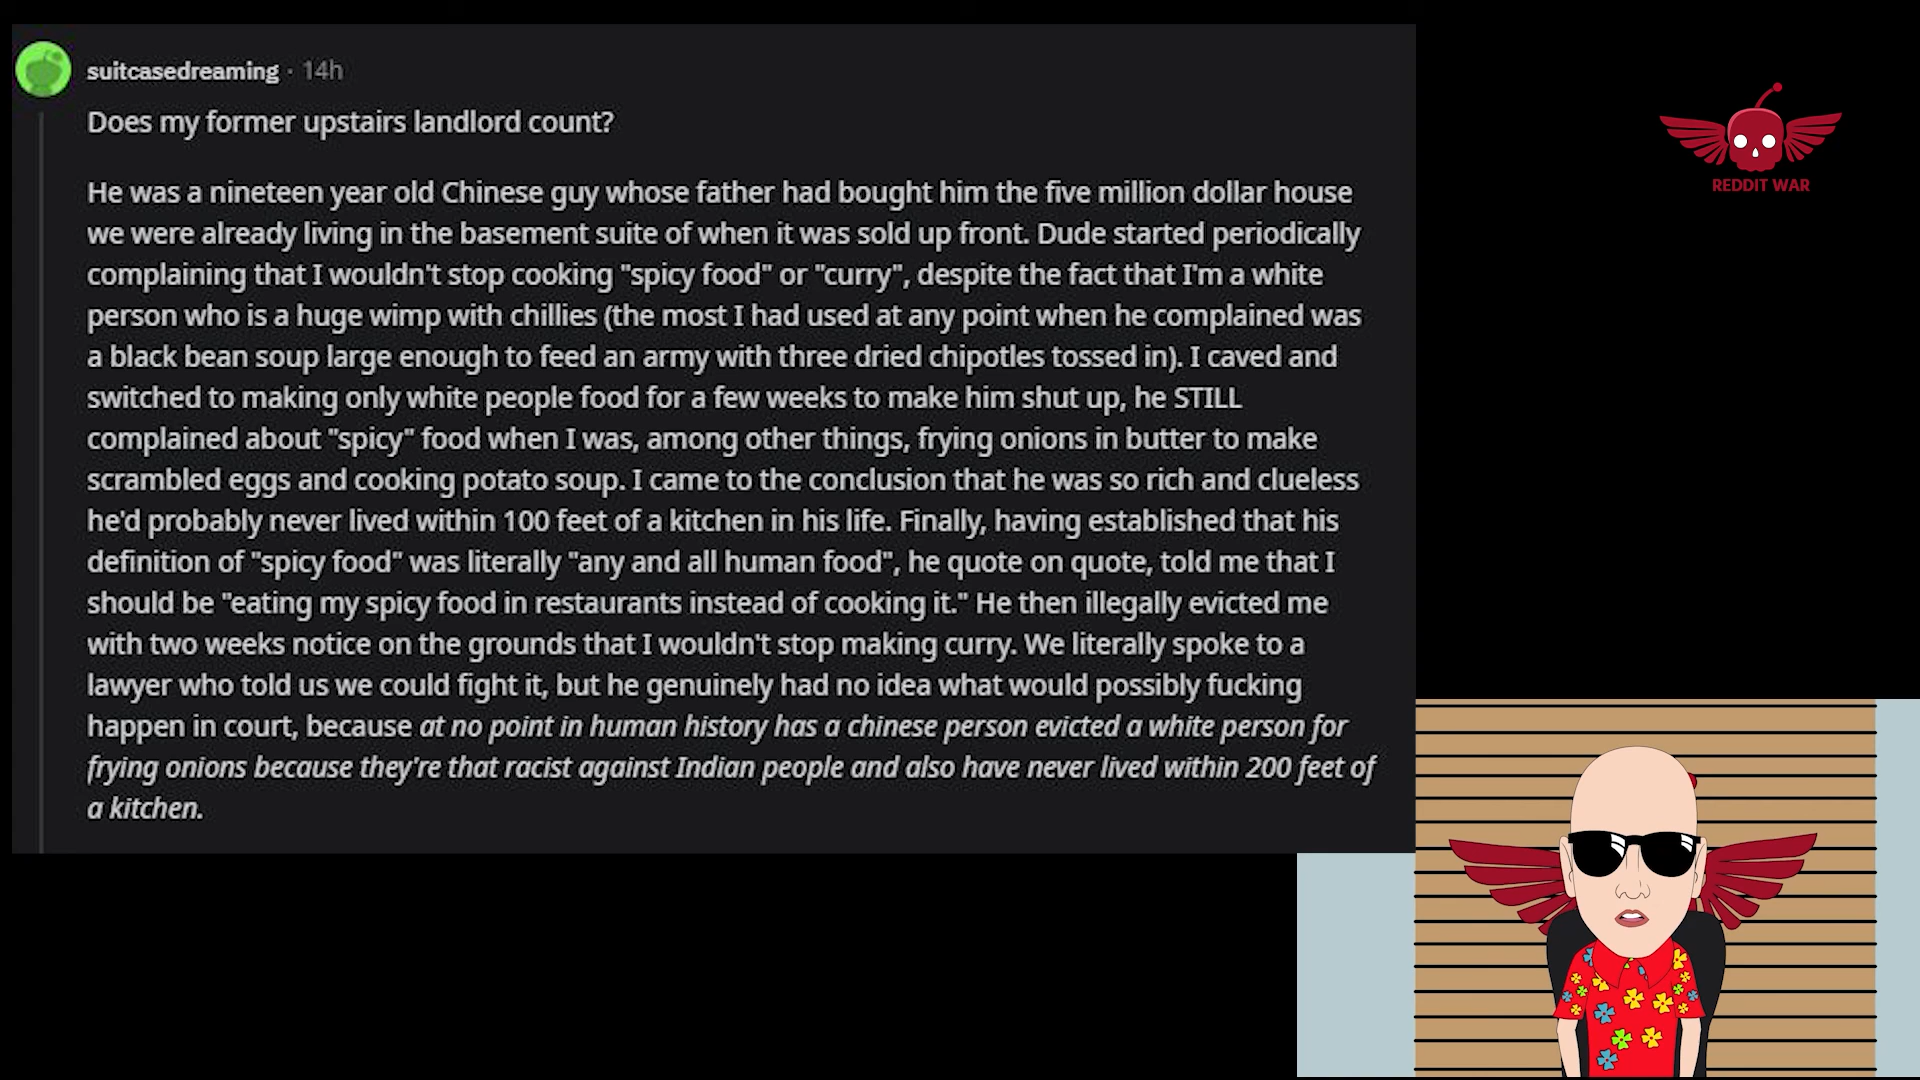 suitcasedreaming · 14h
Does my former upstairs landlord count?
He was a nineteen year old Chinese guy whose father had bought him the five million dollar house
we were already living in the basement suite of when it was sold up front. Dude started periodically
complaining that I wouldn't stop cooking "spicy food" or "curry", despite the fact that I'm a white
person who is a huge wimp with chillies (the most I had used at any point when he complained was
a black bean soup large enough to feed an army with three dried chipotles tossed in). I caved and
switched to making only white people food for a few weeks to make him shut up, he STILL
complained about "spicy" food when I was, among other things, frying onions in butter to make
scrambled eggs and cooking potato soup. I came to the conclusion that he was so rich and clueless
he'd probably never lived within 100 feet of a kitchen in his life. Finally, having established that his
definition of "spicy food" was literally "any and all human food", he quote on quote, told me that I
should be "eating my spicy food in restaurants instead of cooking it." He then illegally evicted me
with two weeks notice on the grounds that I wouldn't stop making curry. We literally spoke to a
lawyer who told us we could fight it, but he genuinely had no idea what would possibly fucking
happen in court, because at no point in human history has a chinese person evicted a white person for
frying onions because they're that racist against Indian people and also have never lived within 200 feet of
a kitchen.
REDDIT WAR